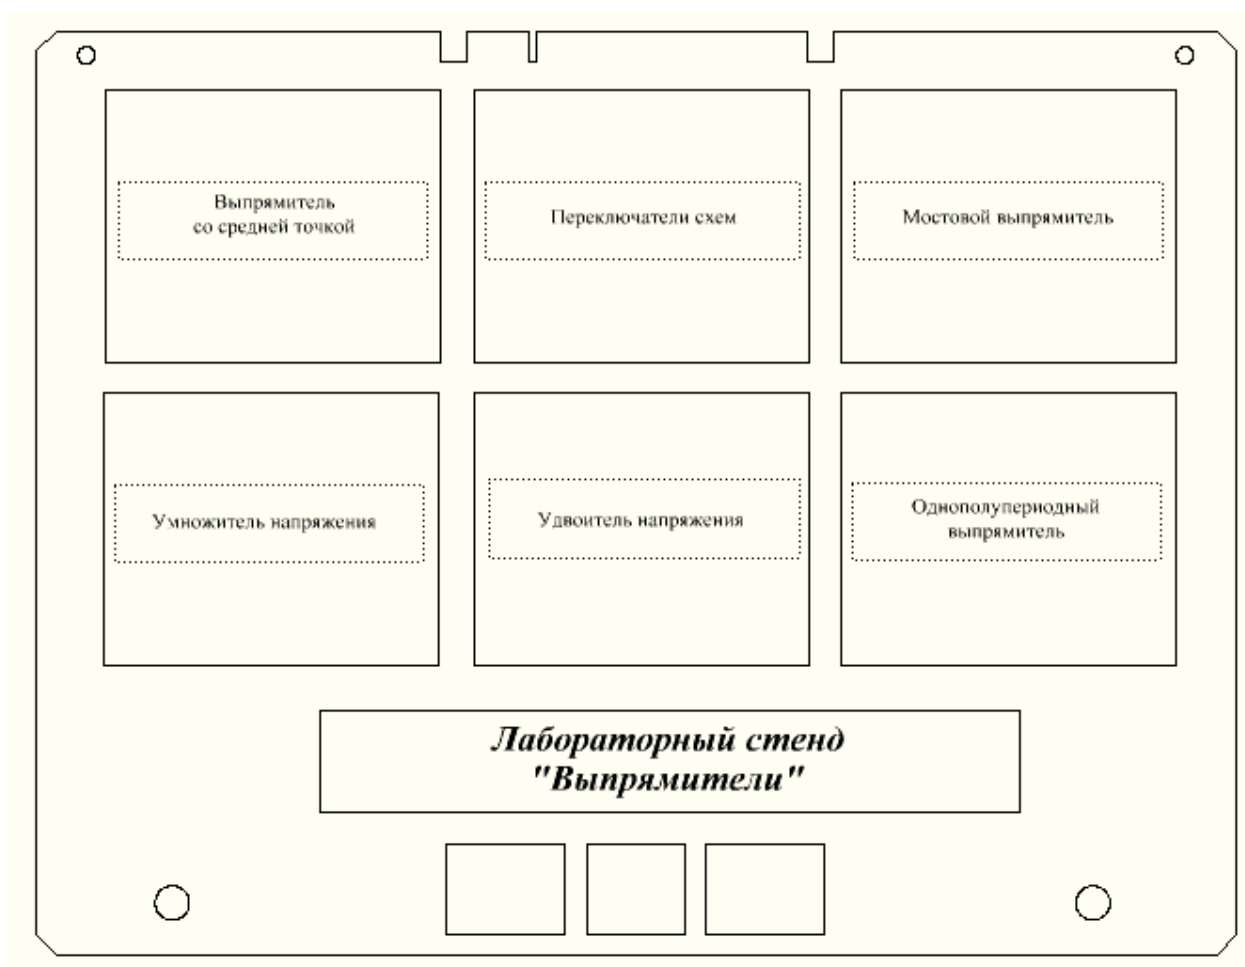 Выпрямитель
со средней точкой
Переключатели схем
Мостовой выпрямитель
Умножитель напряжения
Удвоитель напряжения
Однополупериодный
выпрямитель
Лабораторный стенд
"Выпрямители"